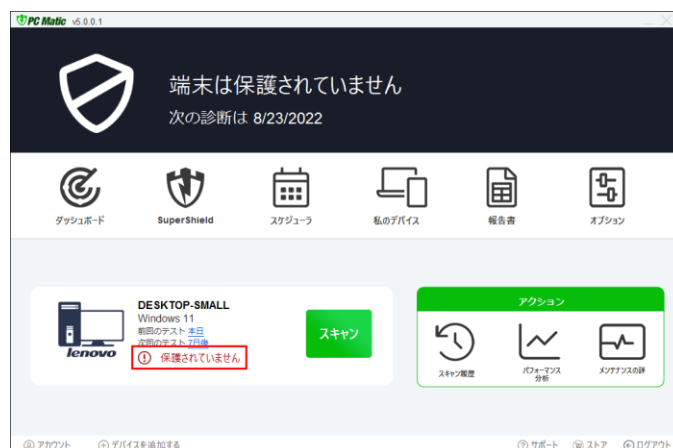 PC Matic v5.0.0.1
端末は保護されていません
次の診断は 8/23/2022
ダッシュボード
SuperShield
スケジューラ
私のデバイス
報告書
オプション
DESKTOP-SMALL
Windows 11
前回のテスト 本日
次回のテスト 7日後
保護されていません
lenovo
スキャン
アクション
スキャン履歴
パフォーマンス
分析
メンテナンスの詳
アカウント
デバイスを追加する
サポート
ストア
ログアウト